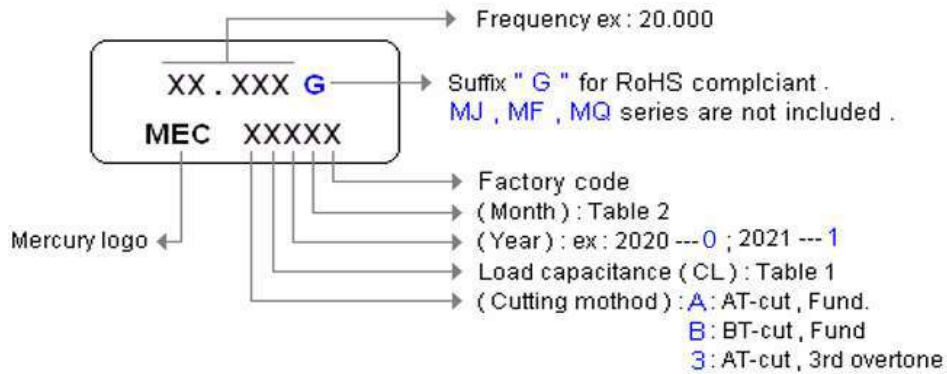 Frequency ex : 20.000
XX . XXX G
Suffix " G " for RoHS complciant .
MJ , MF , MQ series are not included .
MEC XXXXX
Factory code
( Month ) : Table 2
Mercury logo
( Year ) : ex : 2020 --- 0 ; 2021 --- 1
Load capacitance ( CL ) : Table 1
( Cutting mothod ) : A : AT-cut , Fund.
B : BT-cut , Fund
3 : AT-cut , 3rd overtone